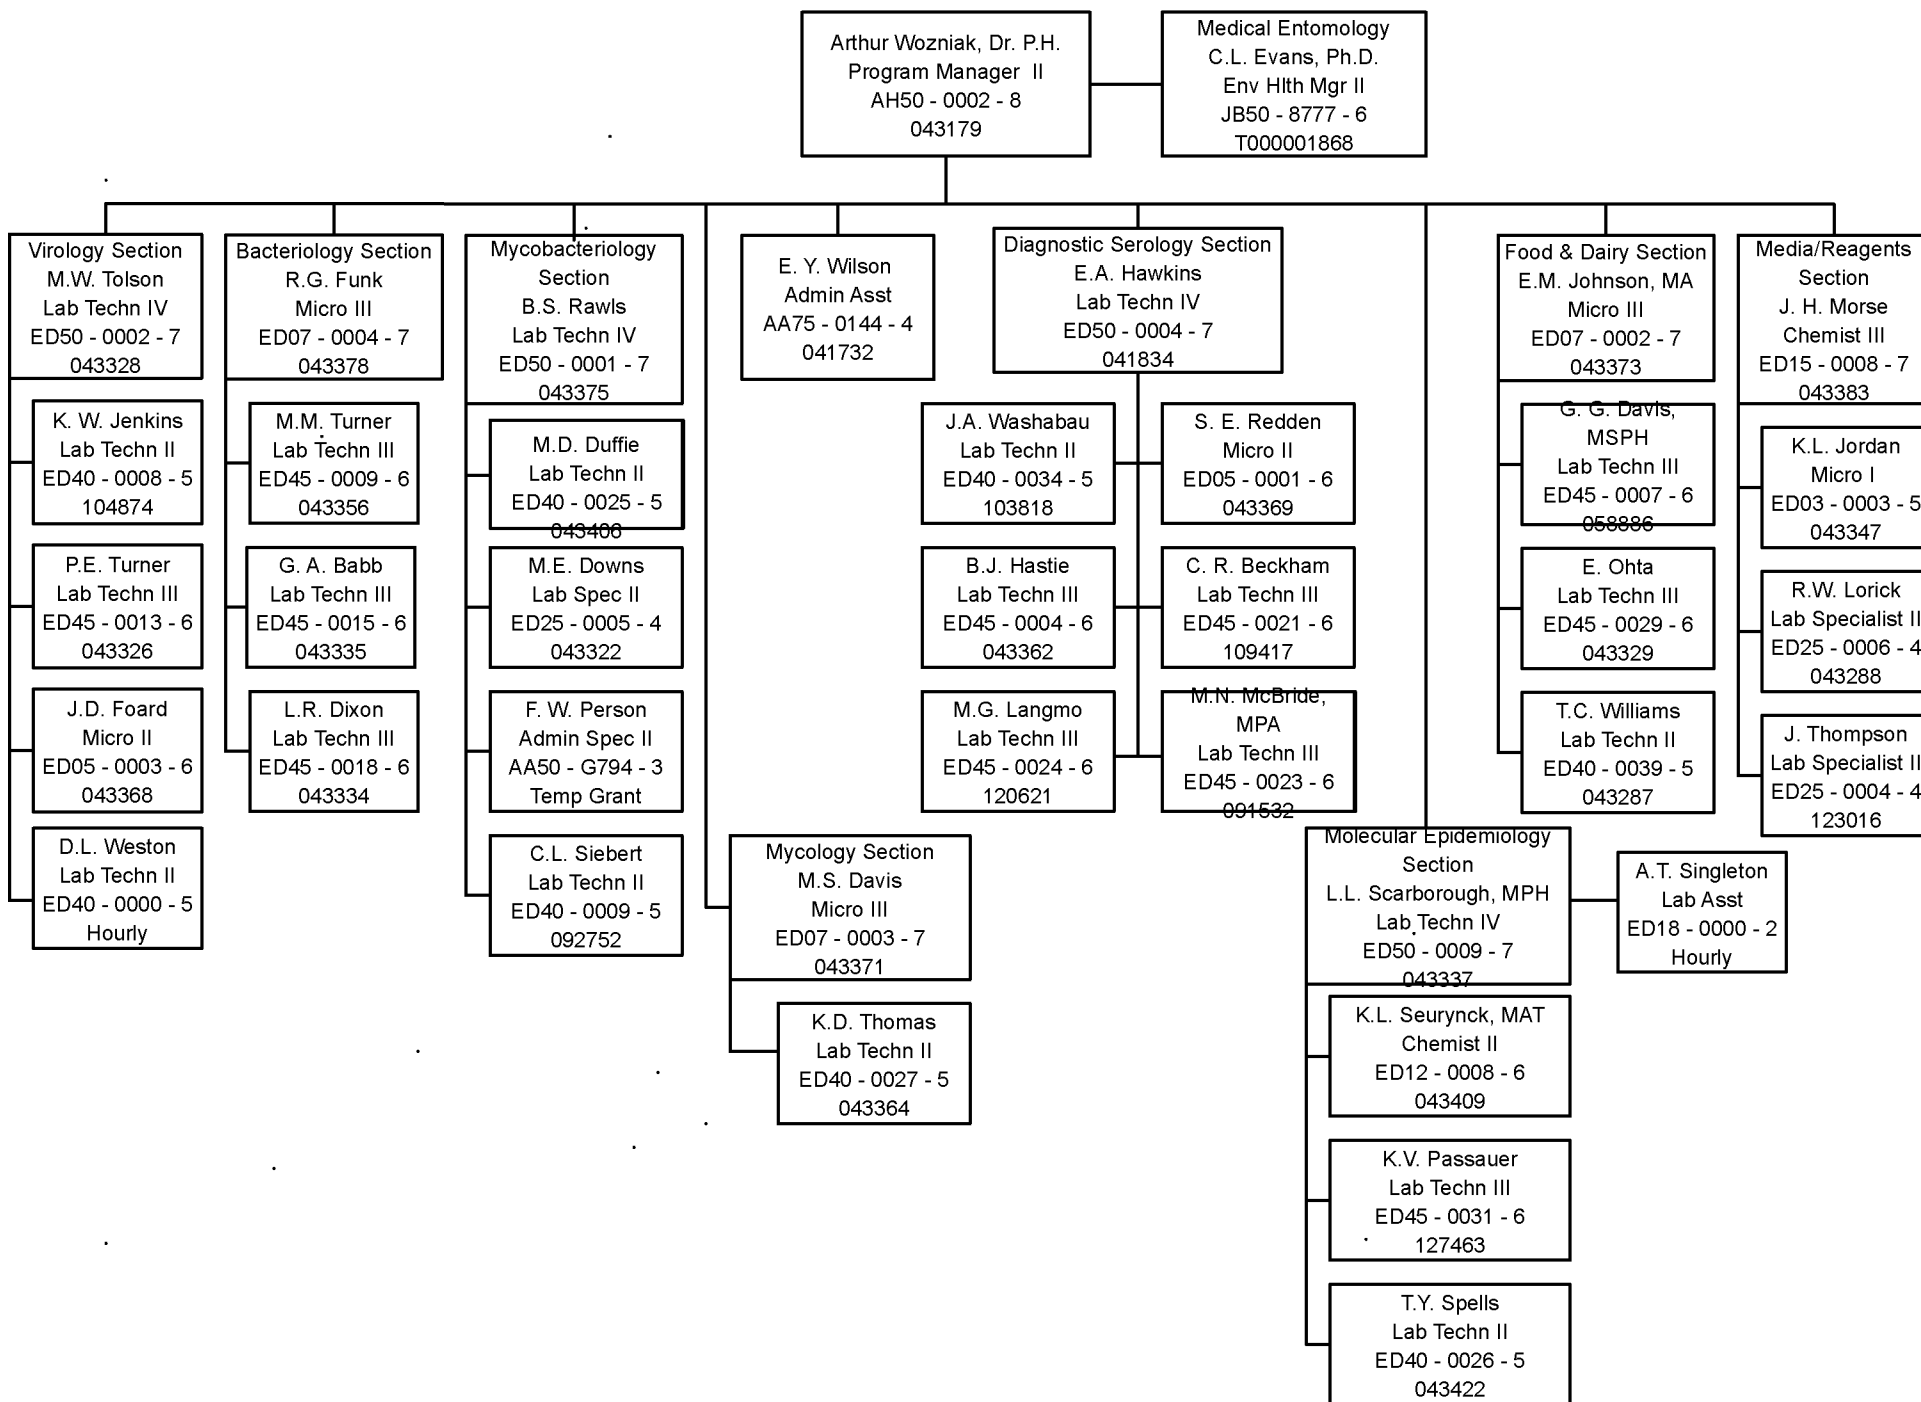 Arthur Wozniak, Dr. P.H.
Program Manager II
AH50 - 0002 - 8
043179
Medical Entomology
C.L. Evans, Ph.D.
Env Hlth Mgr II
JB50 - 8777 - 6
T000001868
Virology Section
M.W. Tolson
Lab Techn IV
ED50 - 0002 - 7
043328
K. W. Jenkins
Lab Techn II
ED40 - 0008 - 5
104874
P.E. Turner
Lab Techn III
ED45 - 0013 - 6
043326
J.D. Foard
Micro II
ED05 - 0003 - 6
043368
D.L. Weston
Lab Techn II
ED40 - 0000 - 5
Hourly
Bacteriology Section
R.G. Funk
Micro III
ED07 - 0004 - 7
043378
M.M. Turner
Lab Techn III
ED45 - 0009 - 6
043356
G. A. Babb
Lab Techn III
ED45 - 0015 - 6
043335
L.R. Dixon
Lab Techn III
ED45 - 0018 - 6
043334
Mycobacteriology
Section
B.S. Rawls
Lab Techn IV
ED50 - 0001 - 7
043375
M.D. Duffie
Lab Techn II
ED40 - 0025 - 5
043406
M.E. Downs
Lab Spec II
ED25 - 0005 - 4
043322
F. W. Person
Admin Spec II
AA50 - G794 - 3
Temp Grant
C.L. Siebert
Lab Techn II
ED40 - 0009 - 5
092752
E. Y. Wilson
Admin Asst
AA75 - 0144 - 4
041732
Mycology Section
M.S. Davis
Micro III
ED07 - 0003 - 7
043371
K.D. Thomas
Lab Techn II
ED40 - 0027 - 5
043364
Diagnostic Serology Section
E.A. Hawkins
Lab Techn IV
ED50 - 0004 - 7
041834
J.A. Washabau
Lab Techn II
ED40 - 0034 - 5
103818
S. E. Redden
Micro II
ED05 - 0001 - 6
043369
B.J. Hastie
Lab Techn III
ED45 - 0004 - 6
043362
C. R. Beckham
Lab Techn III
ED45 - 0021 - 6
109417
M.G. Langmo
Lab Techn III
ED45 - 0024 - 6
120621
M.N. McBride,
MPA
Lab Techn III
ED45 - 0023 - 6
091532
Molecular Epidemiology
Section
L.L. Scarborough, MPH
Lab Techn IV
ED50 - 0009 - 7
043337
A.T. Singleton
Lab Asst
ED18 - 0000 - 2
Hourly
K.L. Seurynck, MAT
Chemist II
ED12 - 0008 - 6
043409
K.V. Passauer
Lab Techn III
ED45 - 0031 - 6
127463
T.Y. Spells
Lab Techn II
ED40 - 0026 - 5
043422
Food & Dairy Section
E.M. Johnson, MA
Micro III
ED07 - 0002 - 7
043373
G. G. Davis,
MSPH
Lab Techn III
ED45 - 0007 - 6
058886
E. Ohta
Lab Techn III
ED45 - 0029 - 6
043329
T.C. Williams
Lab Techn II
ED40 - 0039 - 5
043287
Media/Reagents
Section
J. H. Morse
Chemist III
ED15 - 0008 - 7
043383
K.L. Jordan
Micro I
ED03 - 0003 - 5
043347
R.W. Lorick
Lab Specialist II
ED25 - 0006 - 4
043288
J. Thompson
Lab Specialist II
ED25 - 0004 - 4
123016